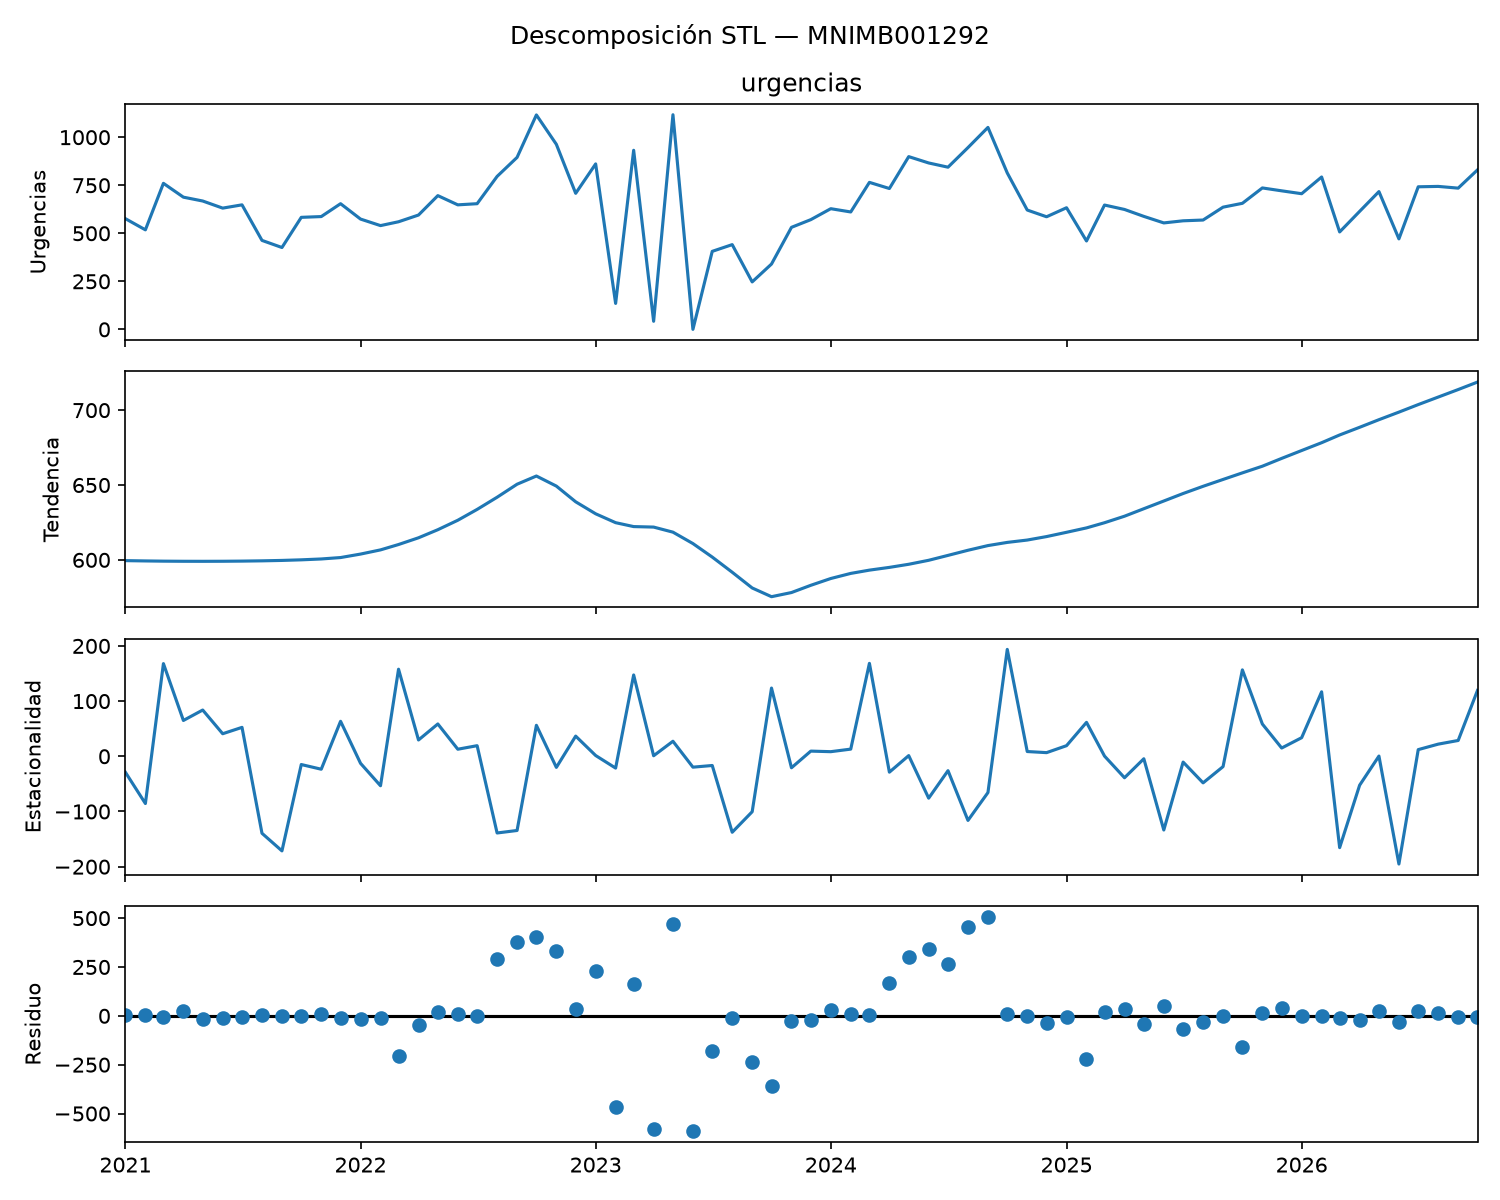 Descomposición STL — MNIMB001292
urgencias
Urgencias
1000
750
500
250
0
Tendencia
700
650
600
Estacionalidad
200
100
0
−100
−200
Residuo
500
250
0
−250
−500
2021 2022 2023 2024 2025 2026